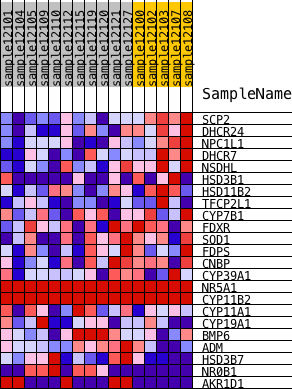 sample12101
sample12104
sample12105
sample12109
sample12110
sample12112
sample12115
sample12119
sample12120
sample12121
sample12122
sample12100
sample12102
sample12103
sample12107
sample12108
SampleName
SCP2
DHCR24
NPC1L1
DHCR7
NSDHL
HSD3B1
HSD11B2
TFCP2L1
CYP7B1
FDXR
SOD1
FDPS
CNBP
CYP39A1
NR5A1
CYP11B2
CYP11A1
CYP19A1
BMP6
ADM
HSD3B7
NR0B1
AKR1D1